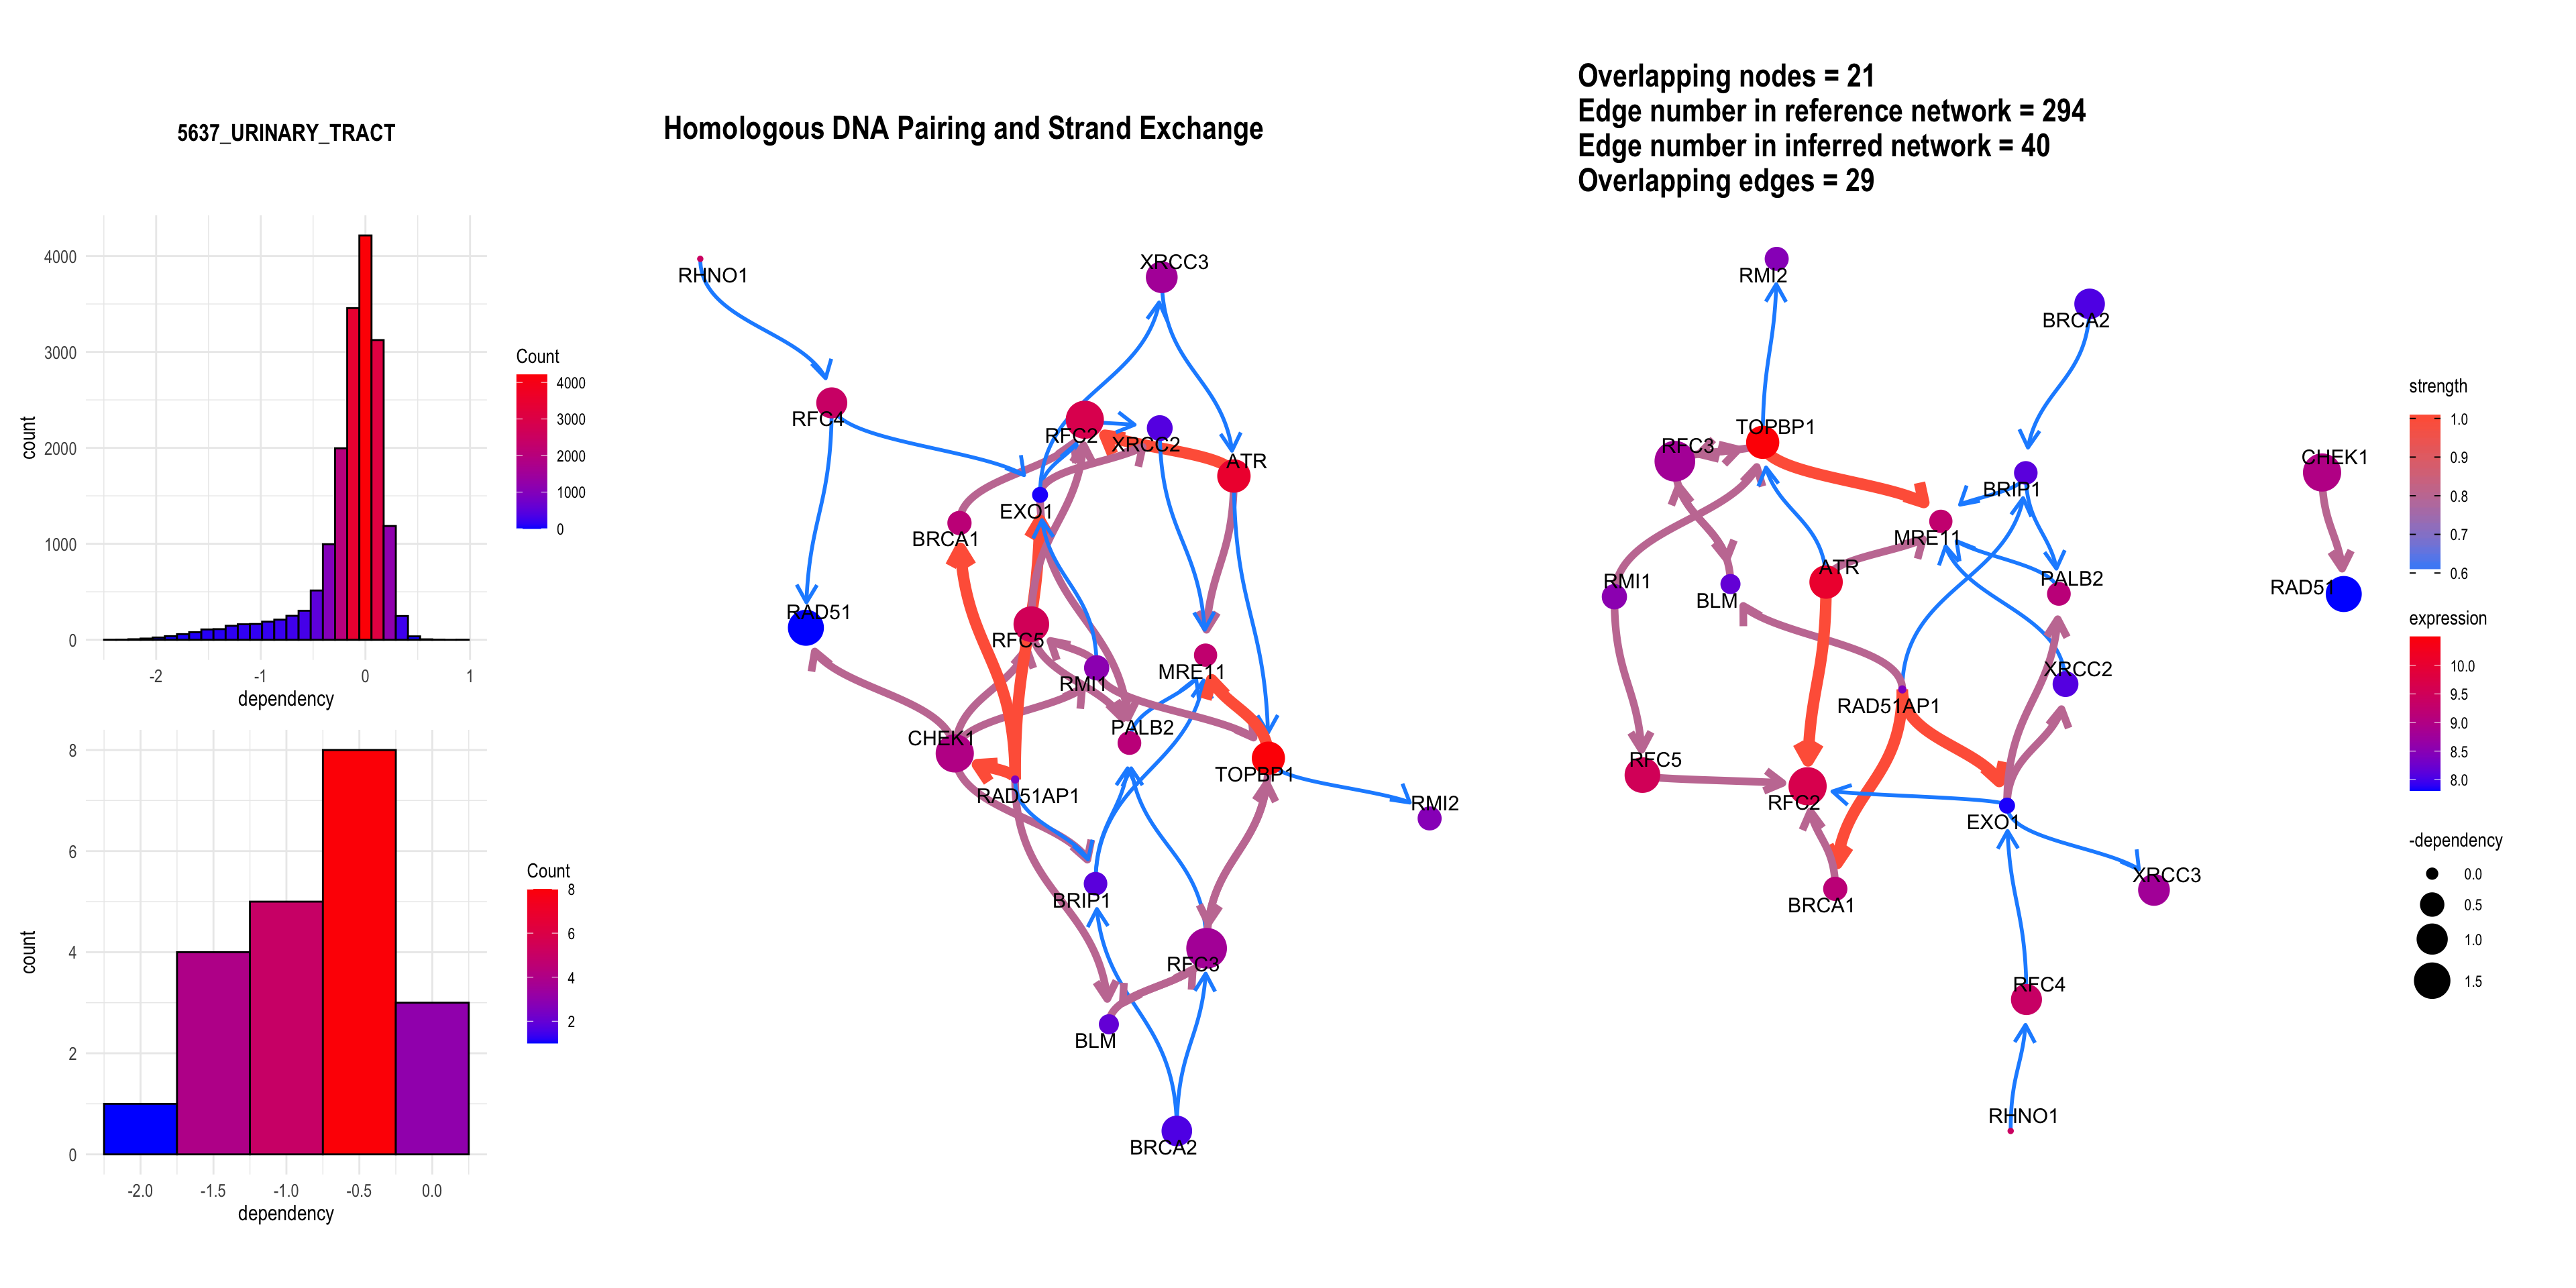 5637_URINARY_TRACT
4000
3000
2000
1000
0
-2
-1
0
1
count
dependency
Count
4000
3000
2000
1000
0
8
6
4
2
0
-2.0
-1.5
-1.0
-0.5
0.0
count
dependency
Count
8
6
4
2
Homologous DNA Pairing and Strand Exchange
RHNO1
XRCC3
RFC4
RFC2
XRCC2
ATR
EXO1
BRCA1
RAD51
RFC5
RMI1
MRE11
PALB2
CHEK1
TOPBP1
RAD51AP1
RMI2
BRIP1
RFC3
BLM
BRCA2
Overlapping nodes = 21
Edge number in reference network = 294
Edge number in inferred network = 40
Overlapping edges = 29
RMI2
BRCA2
TOPBP1
RFC3
BRIP1
CHEK1
MRE11
ATR
PALB2
RMI1
BLM
RAD51
XRCC2
RAD51AP1
RFC5
RFC2
EXO1
XRCC3
BRCA1
RFC4
RHNO1
strength
1.0
0.9
0.8
0.7
0.6
expression
10.0
9.5
9.0
8.5
8.0
-dependency
0.0
0.5
1.0
1.5